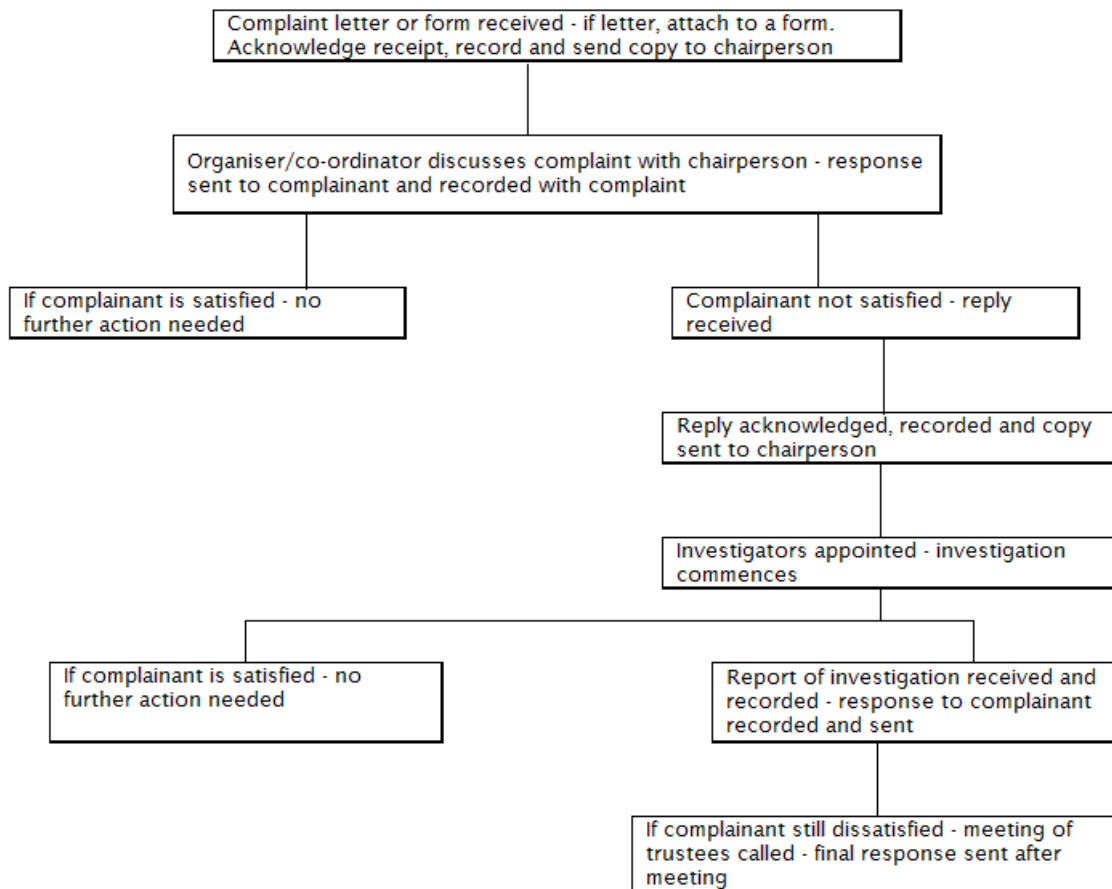 Complaint letter or form received - if letter, attach to a form.
Acknowledge receipt, record and send copy to chairperson
Organiser/co-ordinator discusses complaint with chairperson - response
sent to complainant and recorded with complaint
If complainant is satisfied - no
further action needed
Complainant not satisfied - reply
received
Reply acknowledged, recorded and copy
sent to chairperson
Investigators appointed - investigation
commences
If complainant is satisfied - no
further action needed
Report of investigation received and
recorded - response to complainant
recorded and sent
If complainant still dissatisfied - meeting of
trustees called - final response sent after
meeting